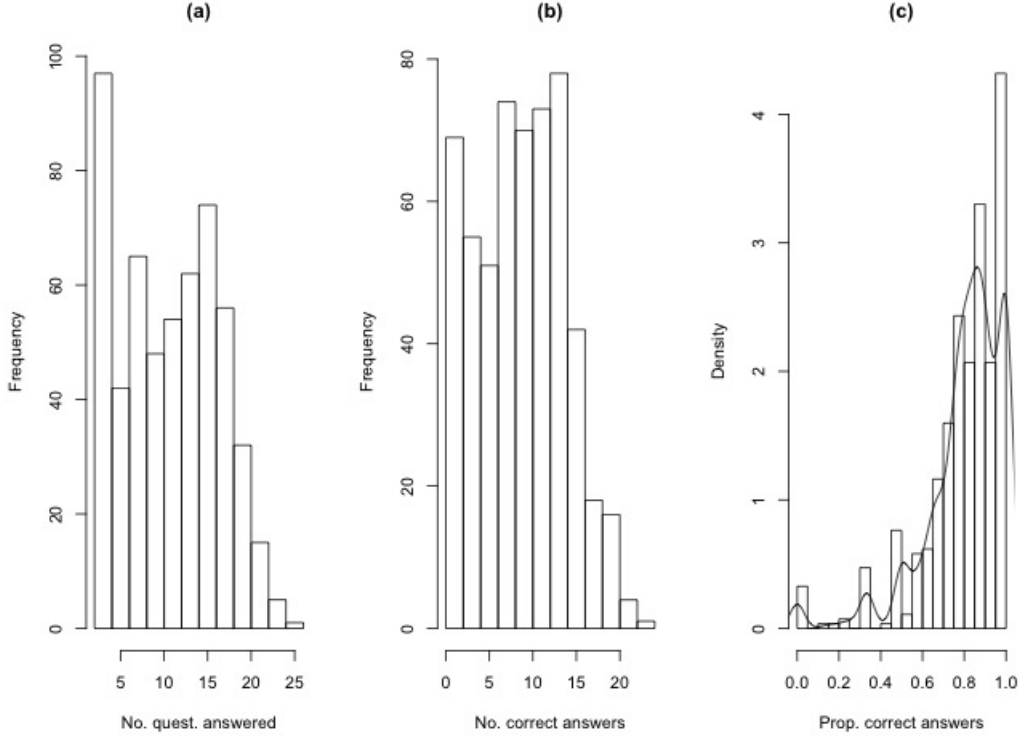 (a)
Frequency
0
20
40
60
80
100
5 10 15 20 25
No. quest. answered
(b)
Frequency
0
20
40
60
80
0 5 10 15 20
No. correct answers
(c)
Density
0
1
2
3
4
0.0 0.2 0.4 0.6 0.8 1.0
Prop. correct answers